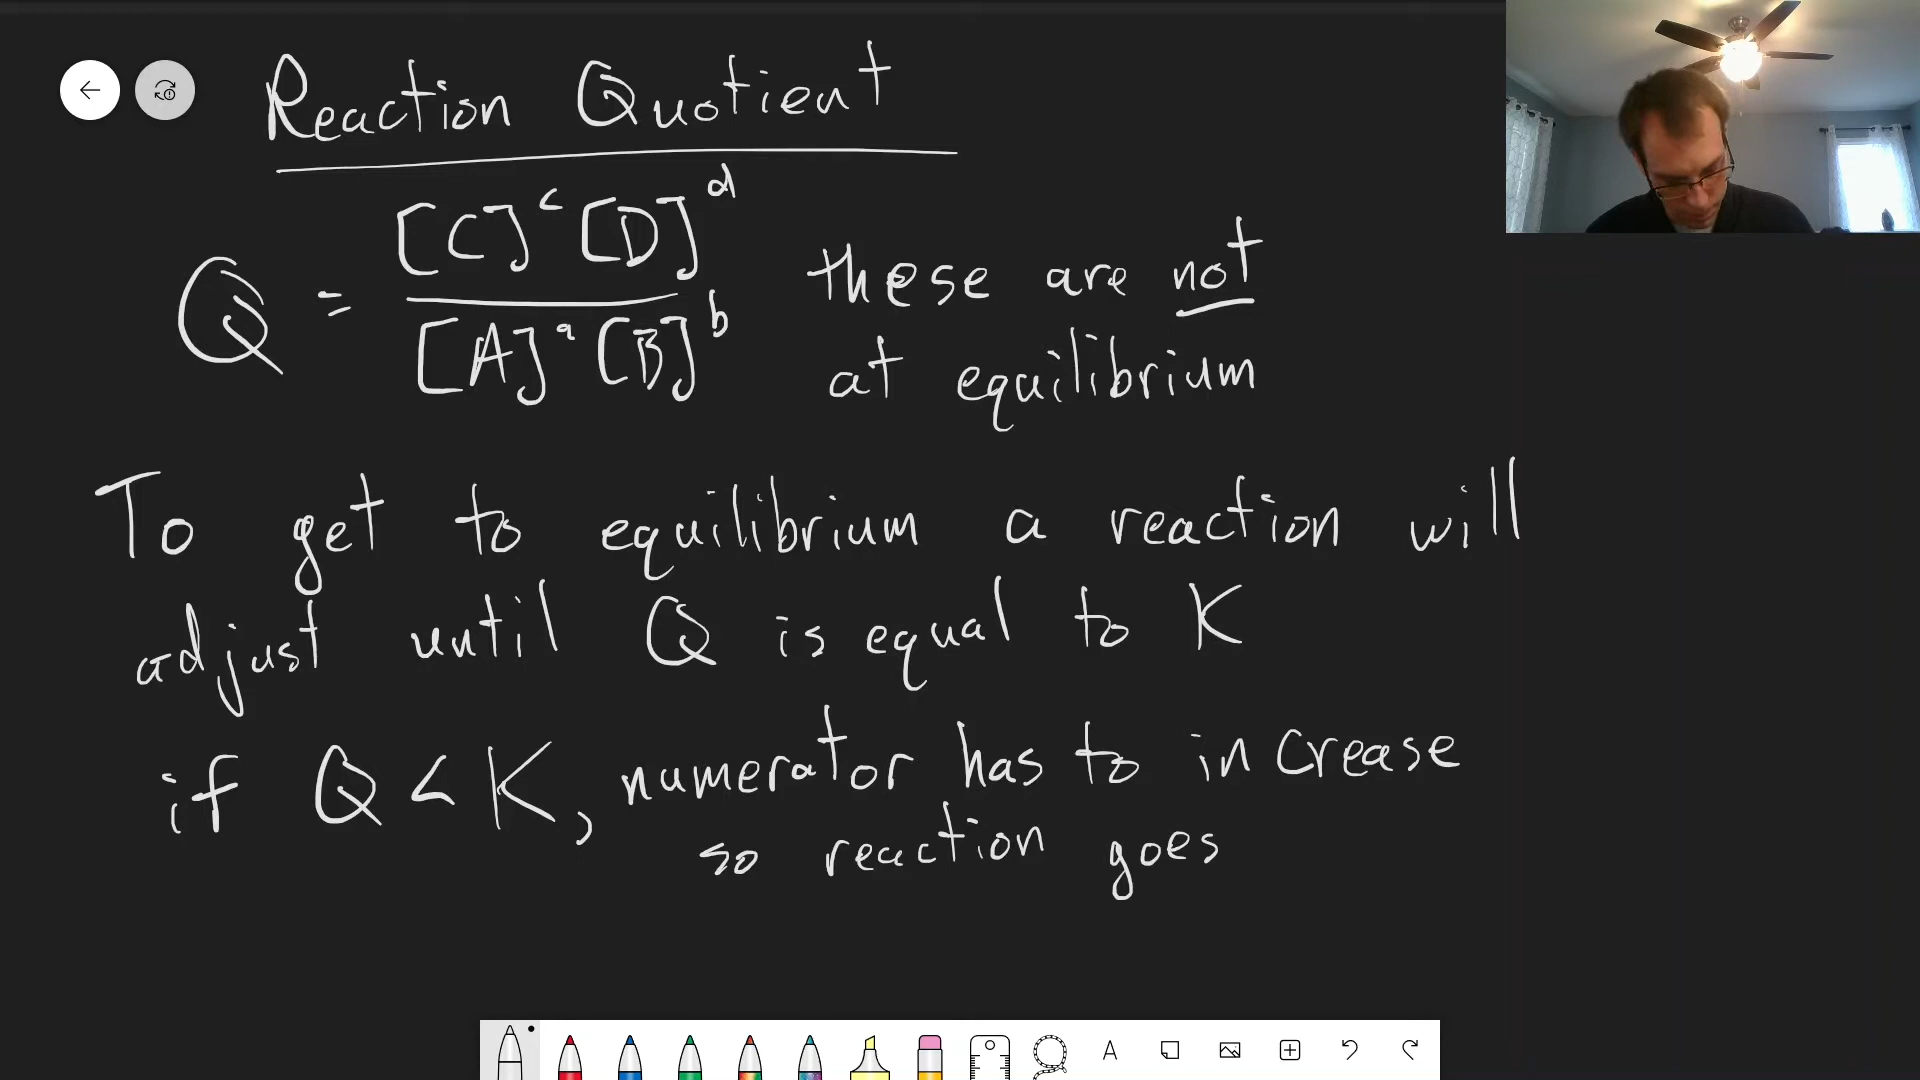 Reaction Quotient
Q = [C]^c [D]^d / [A]^a [B]^b
these are not
at equilibrium
To get to equilibrium a reaction will
adjust until Q is equal to K
if Q < K, numerator has to increase
so reaction goes
A